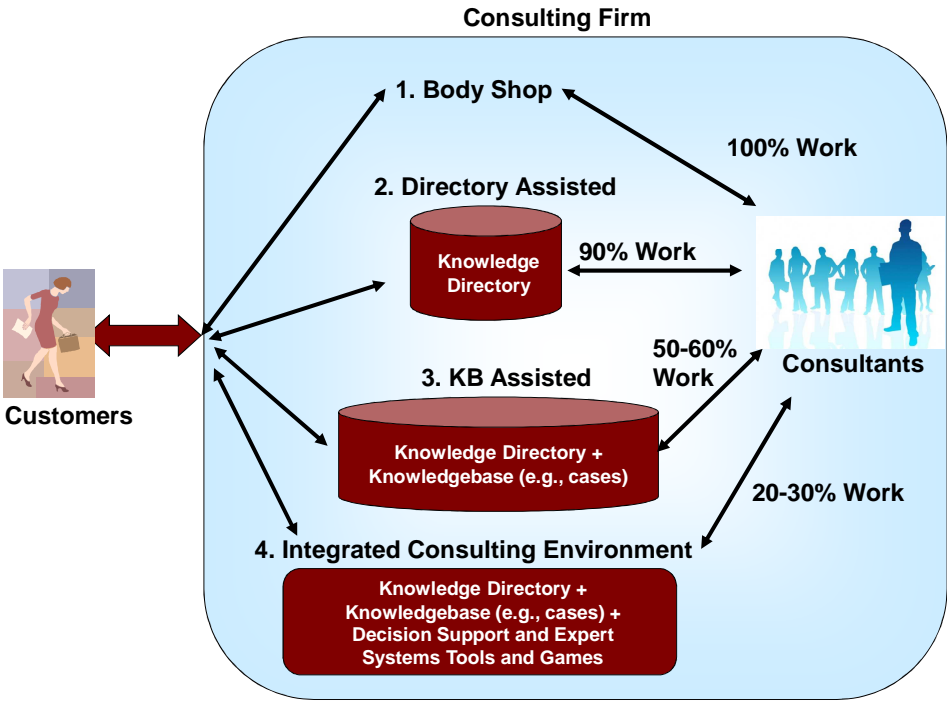 Consulting Firm
1. Body Shop
100% Work
2. Directory Assisted
Knowledge
Directory
90% Work
Customers
Consultants
50-60%
Work
3. KB Assisted
Knowledge Directory +
Knowledgebase (e.g., cases)
20-30% Work
4. Integrated Consulting Environment
Knowledge Directory +
Knowledgebase (e.g., cases) +
Decision Support and Expert
Systems Tools and Games